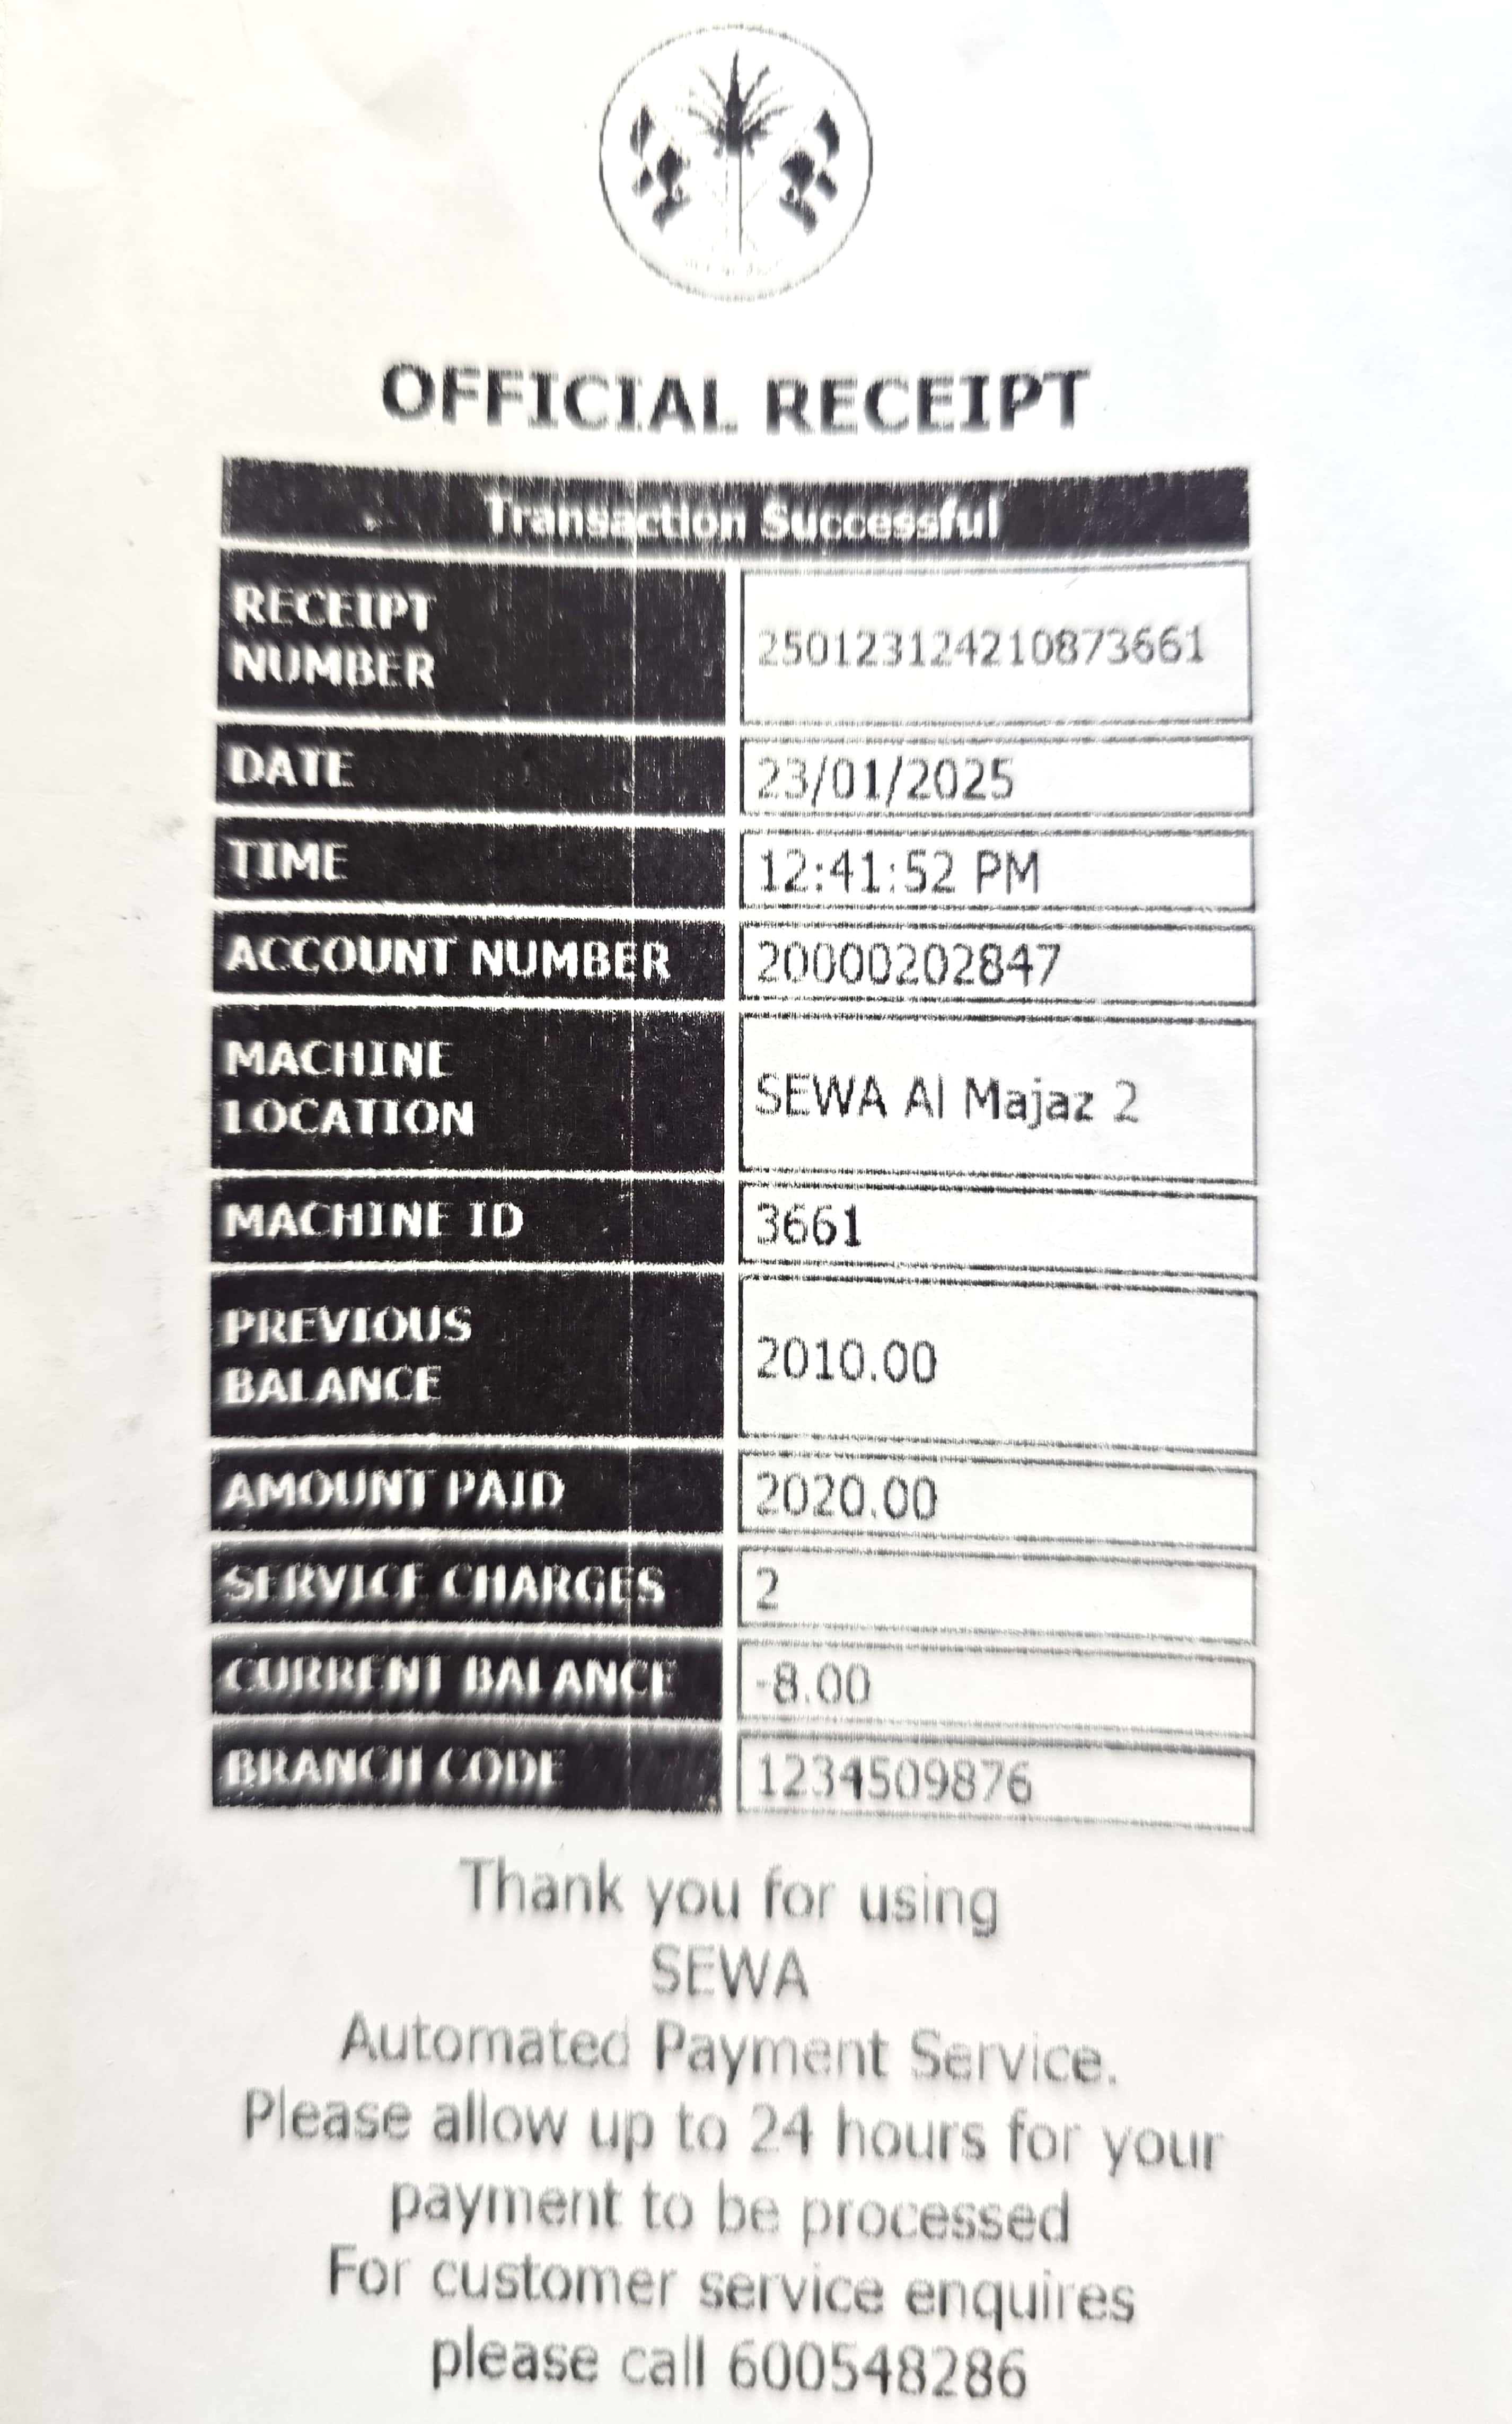 OFFICIAL RECEIPT
Transaction Successful
RECEIPT
NUMBER
250123124210873661
DATE
23/01/2025
TIME
12:41:52 PM
ACCOUNT NUMBER
20000202847
MACHINE
LOCATION
SEWA Al Majaz 2
MACHINE ID
3661
PREVIOUS
BALANCE
2010.00
AMOUNT PAID
2020.00
SERVICE CHARGES
2
CURRENT BALANCE
-8.00
BRANCH CODE
1234509876
Thank you for using
SEWA
Automated Payment Service.
Please allow up to 24 hours for your
payment to be processed
For customer service enquires
please call 600548286